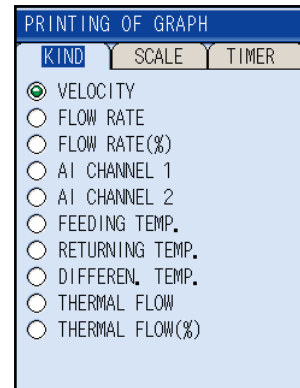 PRINTING OF GRAPH
KIND SCALE TIMER
VELOCITY
FLOW RATE
FLOW RATE(%)
AI CHANNEL 1
AI CHANNEL 2
FEEDING TEMP.
RETURNING TEMP.
DIFFEREN. TEMP.
THERMAL FLOW
THERMAL FLOW(%)